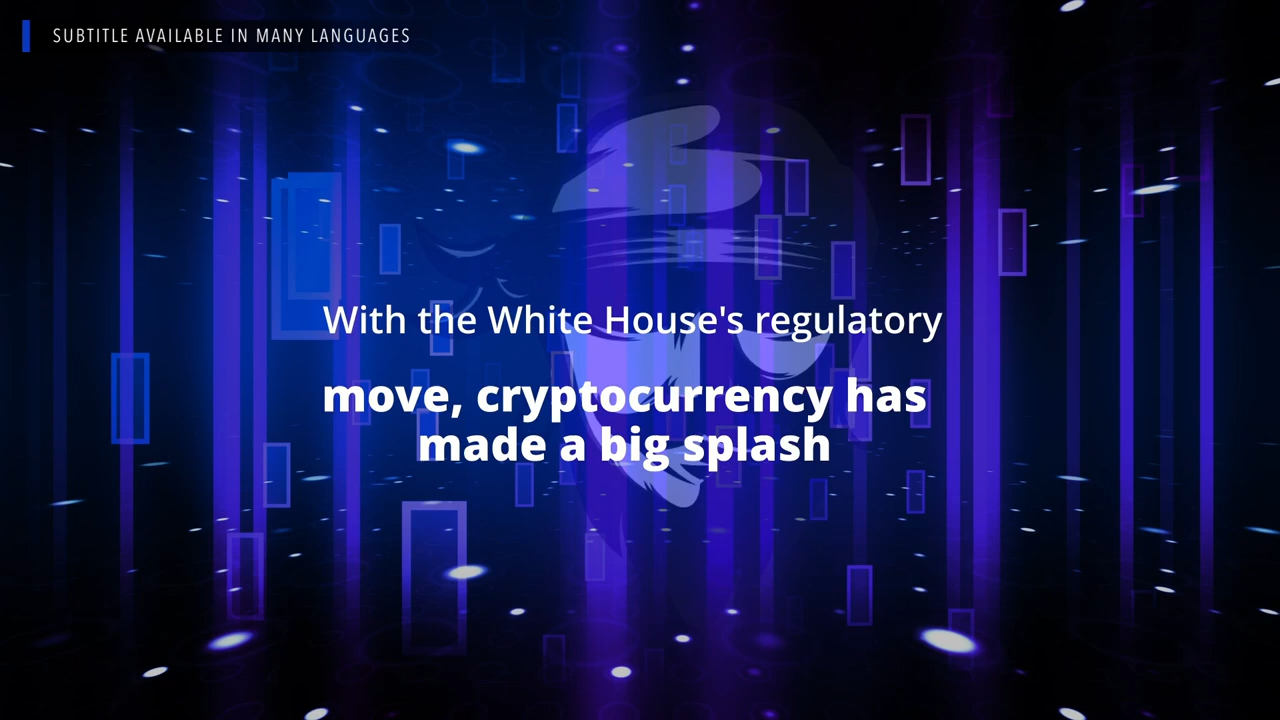 SUBTITLE AVAILABLE IN MANY LANGUAGES
With the White House's regulatory
move, cryptocurrency has
made a big splash